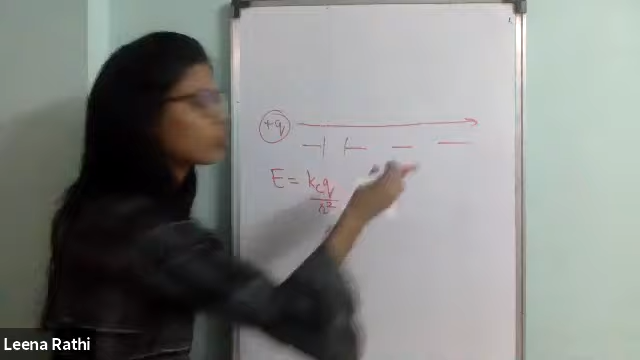 +q
E = kcq
r²
Leena Rathi